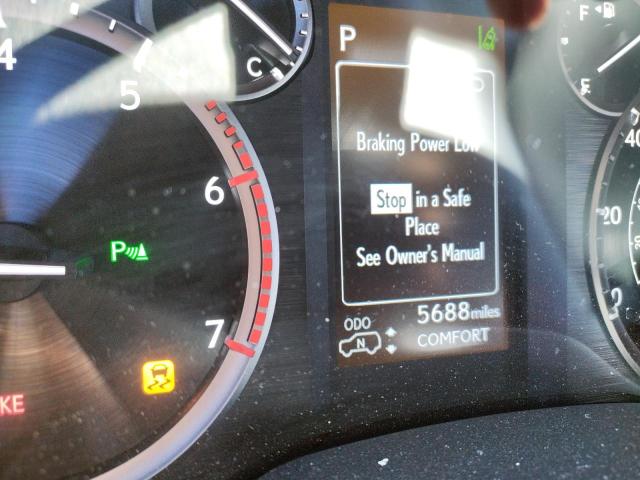 4
5
6
7
C
P
KE
P
Braking Power Low
Stop in a Safe
Place
See Owner's Manual
5688 miles
ODO
N
COMFORT
F
E
40
20
0